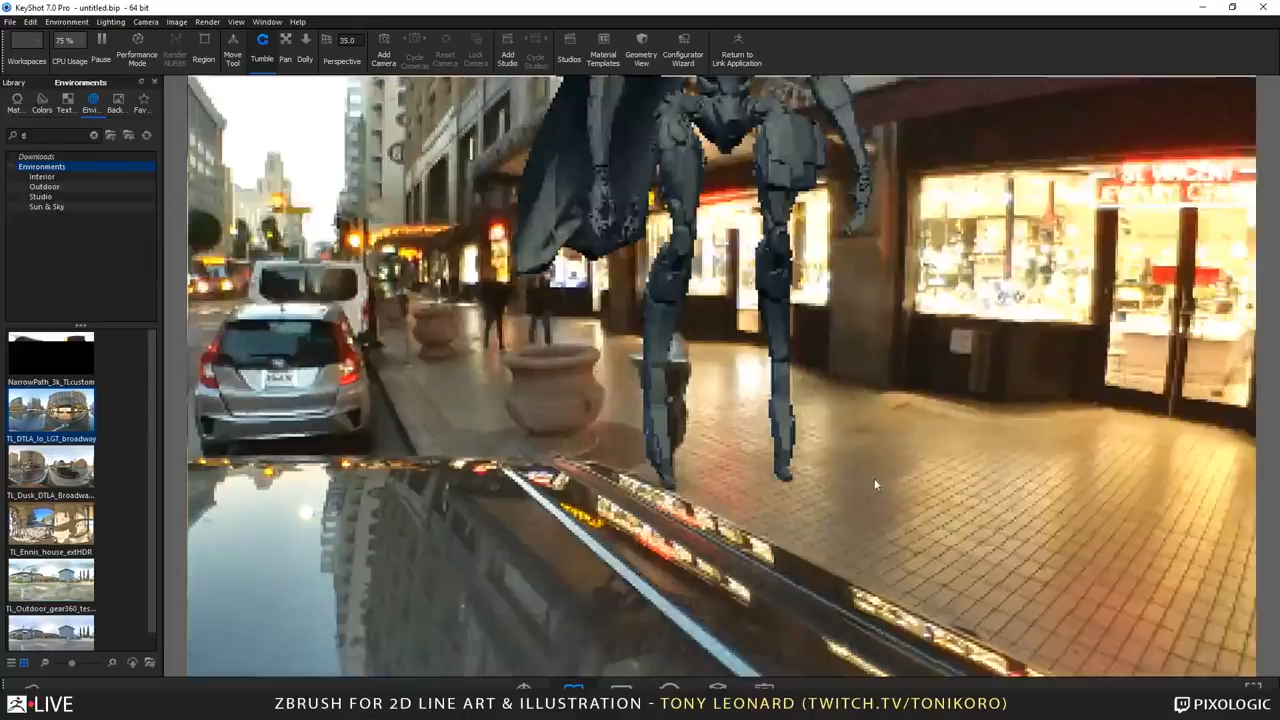 KeyShot 7.0 Pro - untitled.bip - 64 bit
File Edit Environment Lighting Camera Image Render View Window Help
75 % 35.0
Workspaces CPU Usage Pause Performance Mode Render NURBS Region Move Tool Tumble Pan Dolly Perspective Add Camera Cycle Cameras Reset Camera Lock Camera Add Studio Cycle Studios Studios Material Templates Geometry View Configurator Wizard Return to Link Application
Library Environments
Mat... Colors Text... Envi... Back... Fav...
tl
Downloads
Environments
Interior
Outdoor
Studio
Sun & Sky
NarrowPath_3k_TLcustom
TL_DTLA_lo_LGT_broadway
TL_Dusk_DTLA_Broadwa...
TL_Ennis_house_extHDR
TL_Outdoor_gear360_tes...
LIVE
ZBRUSH FOR 2D LINE ART & ILLUSTRATION - TONY LEONARD (TWITCH.TV/TONIKORO)
PIXOLOGIC